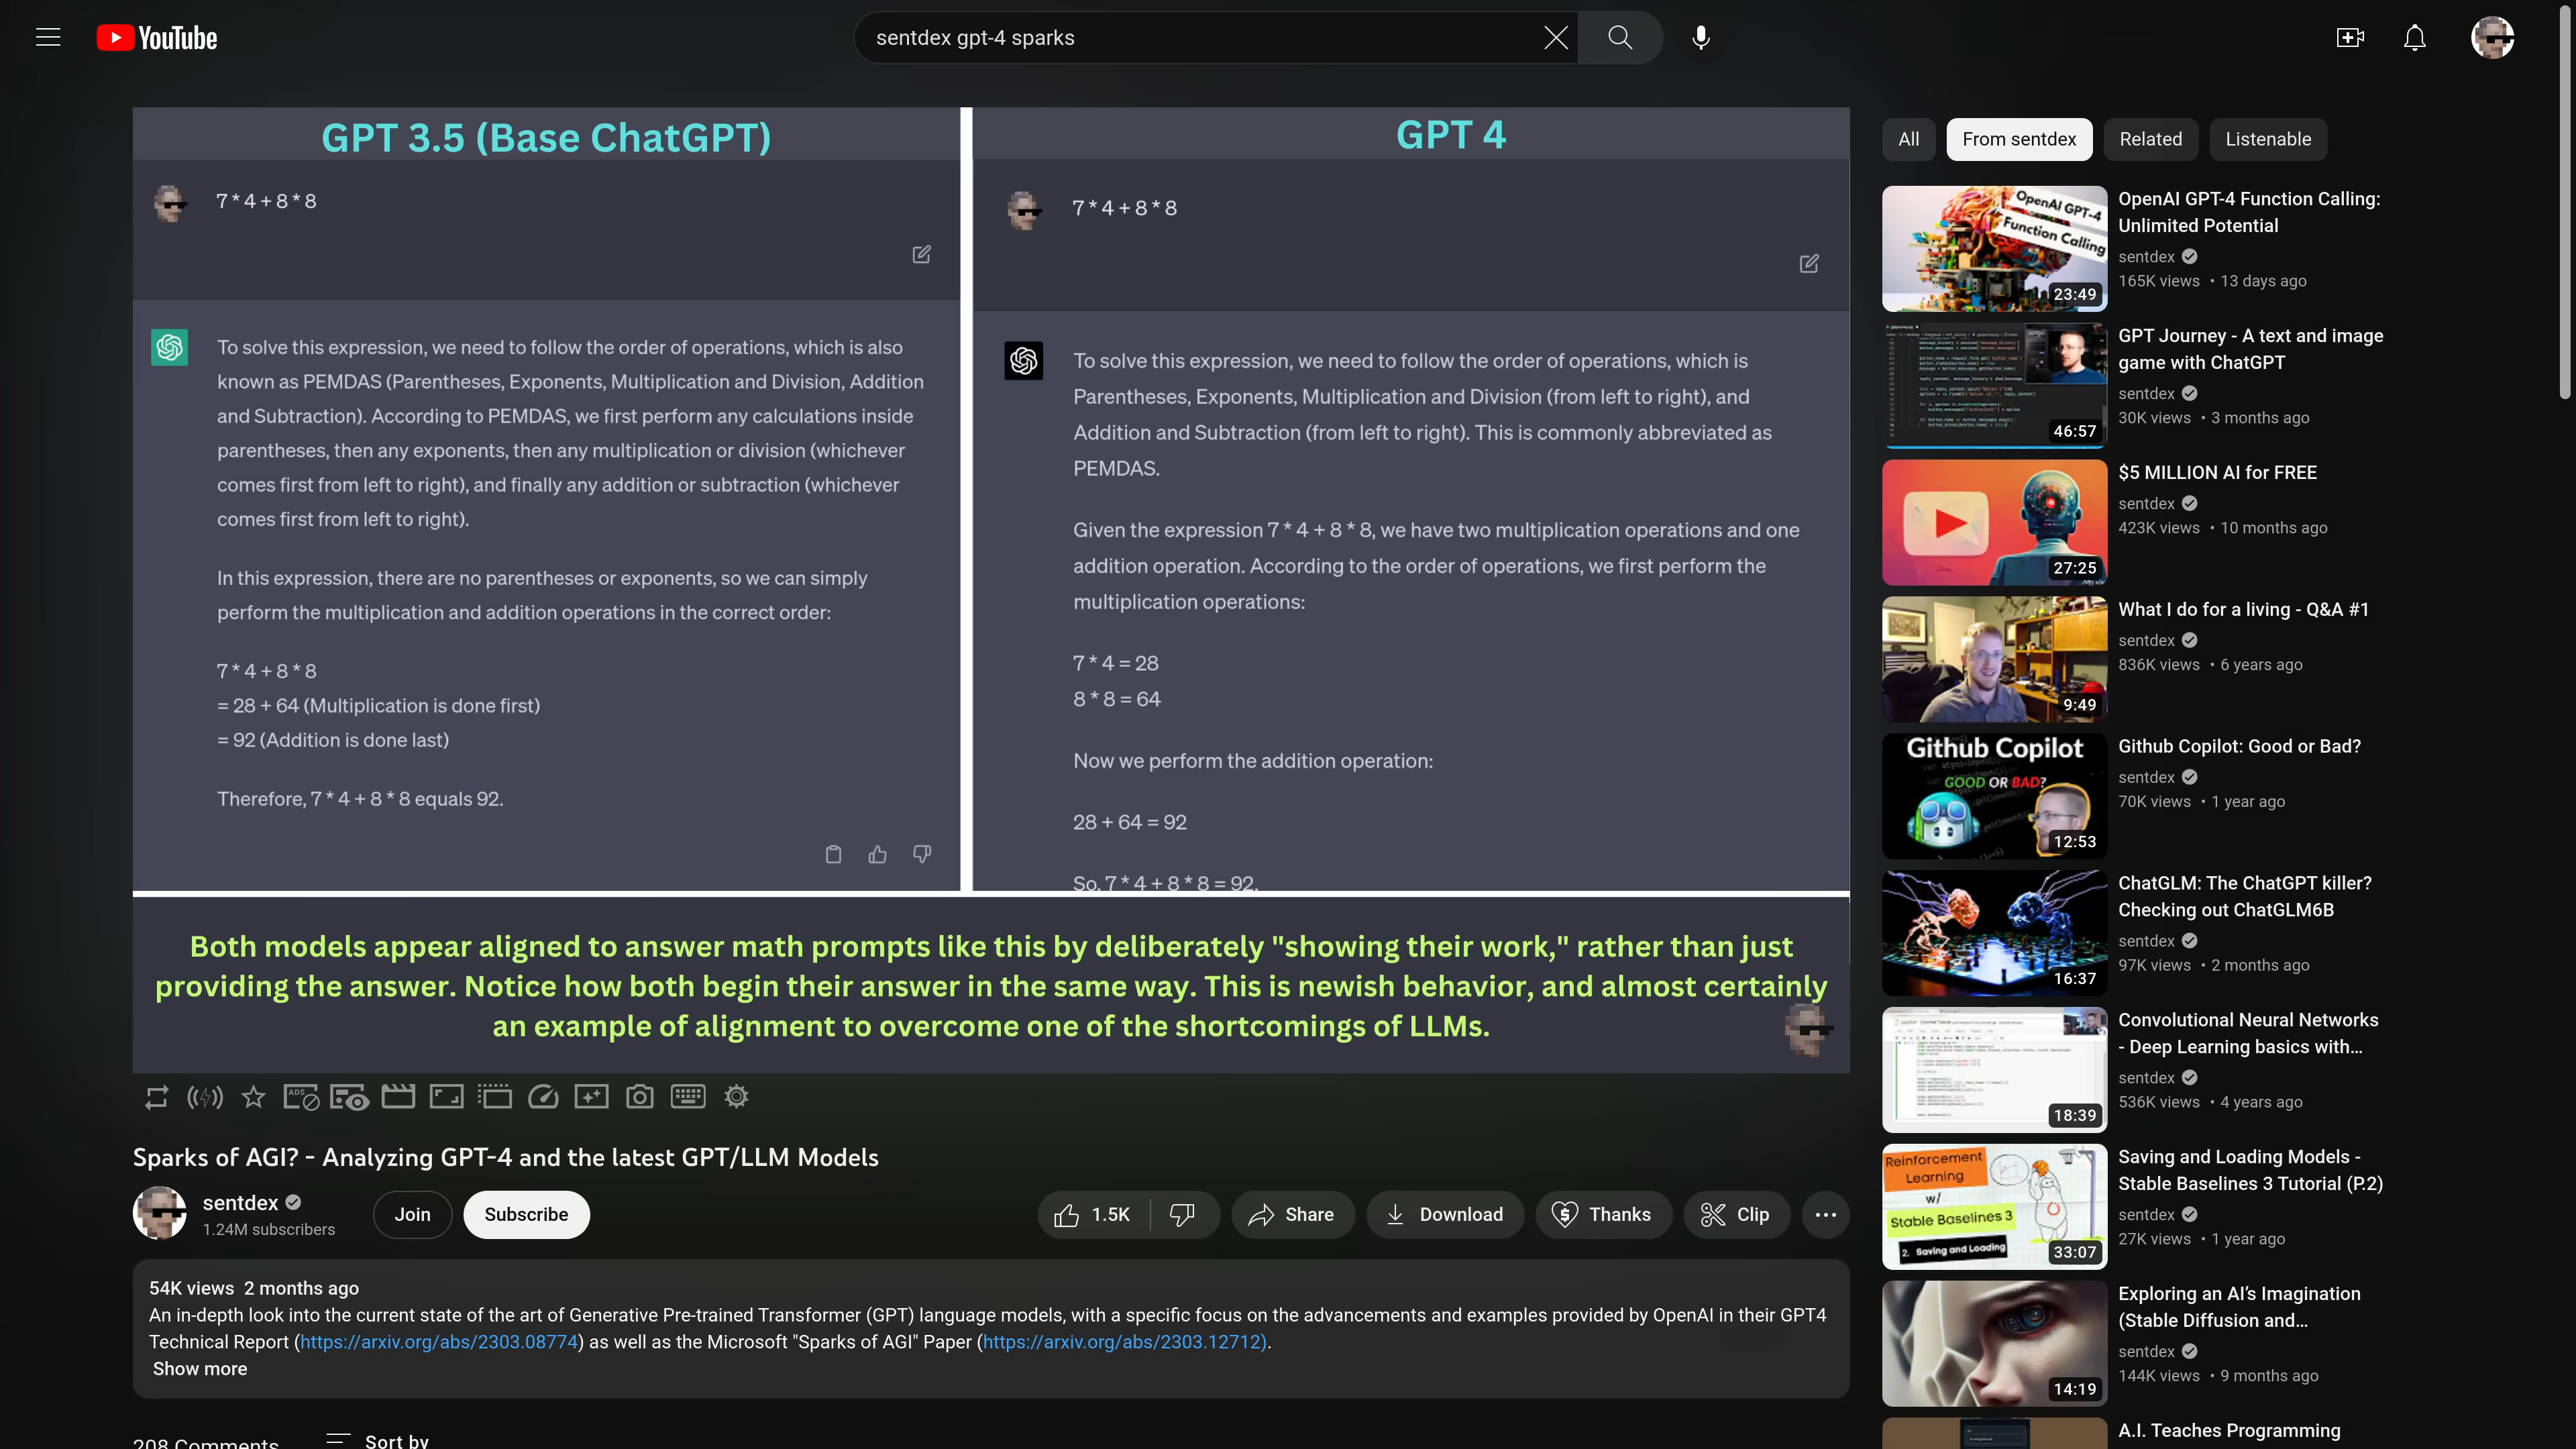 YouTube
sentdex gpt-4 sparks
GPT 3.5 (Base ChatGPT)
7 * 4 + 8 * 8
To solve this expression, we need to follow the order of operations, which is also
known as PEMDAS (Parentheses, Exponents, Multiplication and Division, Addition
and Subtraction). According to PEMDAS, we first perform any calculations inside
parentheses, then any exponents, then any multiplication or division (whichever
comes first from left to right), and finally any addition or subtraction (whichever
comes first from left to right).
In this expression, there are no parentheses or exponents, so we can simply
perform the multiplication and addition operations in the correct order:
7 * 4 + 8 * 8
= 28 + 64 (Multiplication is done first)
= 92 (Addition is done last)
Therefore, 7 * 4 + 8 * 8 equals 92.
GPT 4
7 * 4 + 8 * 8
To solve this expression, we need to follow the order of operations, which is
Parentheses, Exponents, Multiplication and Division (from left to right), and
Addition and Subtraction (from left to right). This is commonly abbreviated as
PEMDAS.
Given the expression 7 * 4 + 8 * 8, we have two multiplication operations and one
addition operation. According to the order of operations, we first perform the
multiplication operations:
7 * 4 = 28
8 * 8 = 64
Now we perform the addition operation:
28 + 64 = 92
So, 7 * 4 + 8 * 8 = 92.
Both models appear aligned to answer math prompts like this by deliberately "showing their work," rather than just
providing the answer. Notice how both begin their answer in the same way. This is newish behavior, and almost certainly
an example of alignment to overcome one of the shortcomings of LLMs.
ADS
Sparks of AGI? - Analyzing GPT-4 and the latest GPT/LLM Models
sentdex
1.24M subscribers
Join
Subscribe
1.5K
Share
Download
Thanks
Clip
54K views 2 months ago
An in-depth look into the current state of the art of Generative Pre-trained Transformer (GPT) language models, with a specific focus on the advancements and examples provided by OpenAI in their GPT4
Technical Report (https://arxiv.org/abs/2303.08774) as well as the Microsoft "Sparks of AGI" Paper (https://arxiv.org/abs/2303.12712).
Show more
208 Comments
Sort by
All
From sentdex
Related
Listenable
OpenAI GPT-4
Function Calling
23:49
OpenAI GPT-4 Function Calling:
Unlimited Potential
sentdex
165K views • 13 days ago
46:57
GPT Journey - A text and image
game with ChatGPT
sentdex
30K views • 3 months ago
27:25
$5 MILLION AI for FREE
sentdex
423K views • 10 months ago
9:49
What I do for a living - Q&A #1
sentdex
836K views • 6 years ago
Github Copilot
GOOD OR BAD?
12:53
Github Copilot: Good or Bad?
sentdex
70K views • 1 year ago
16:37
ChatGLM: The ChatGPT killer?
Checking out ChatGLM6B
sentdex
97K views • 2 months ago
18:39
Convolutional Neural Networks
- Deep Learning basics with...
sentdex
536K views • 4 years ago
Reinforcement
Learning
w/
Stable Baselines 3
2. Saving and Loading
33:07
Saving and Loading Models -
Stable Baselines 3 Tutorial (P.2)
sentdex
27K views • 1 year ago
14:19
Exploring an AI's Imagination
(Stable Diffusion and...
sentdex
144K views • 9 months ago
A.I. Teaches Programming